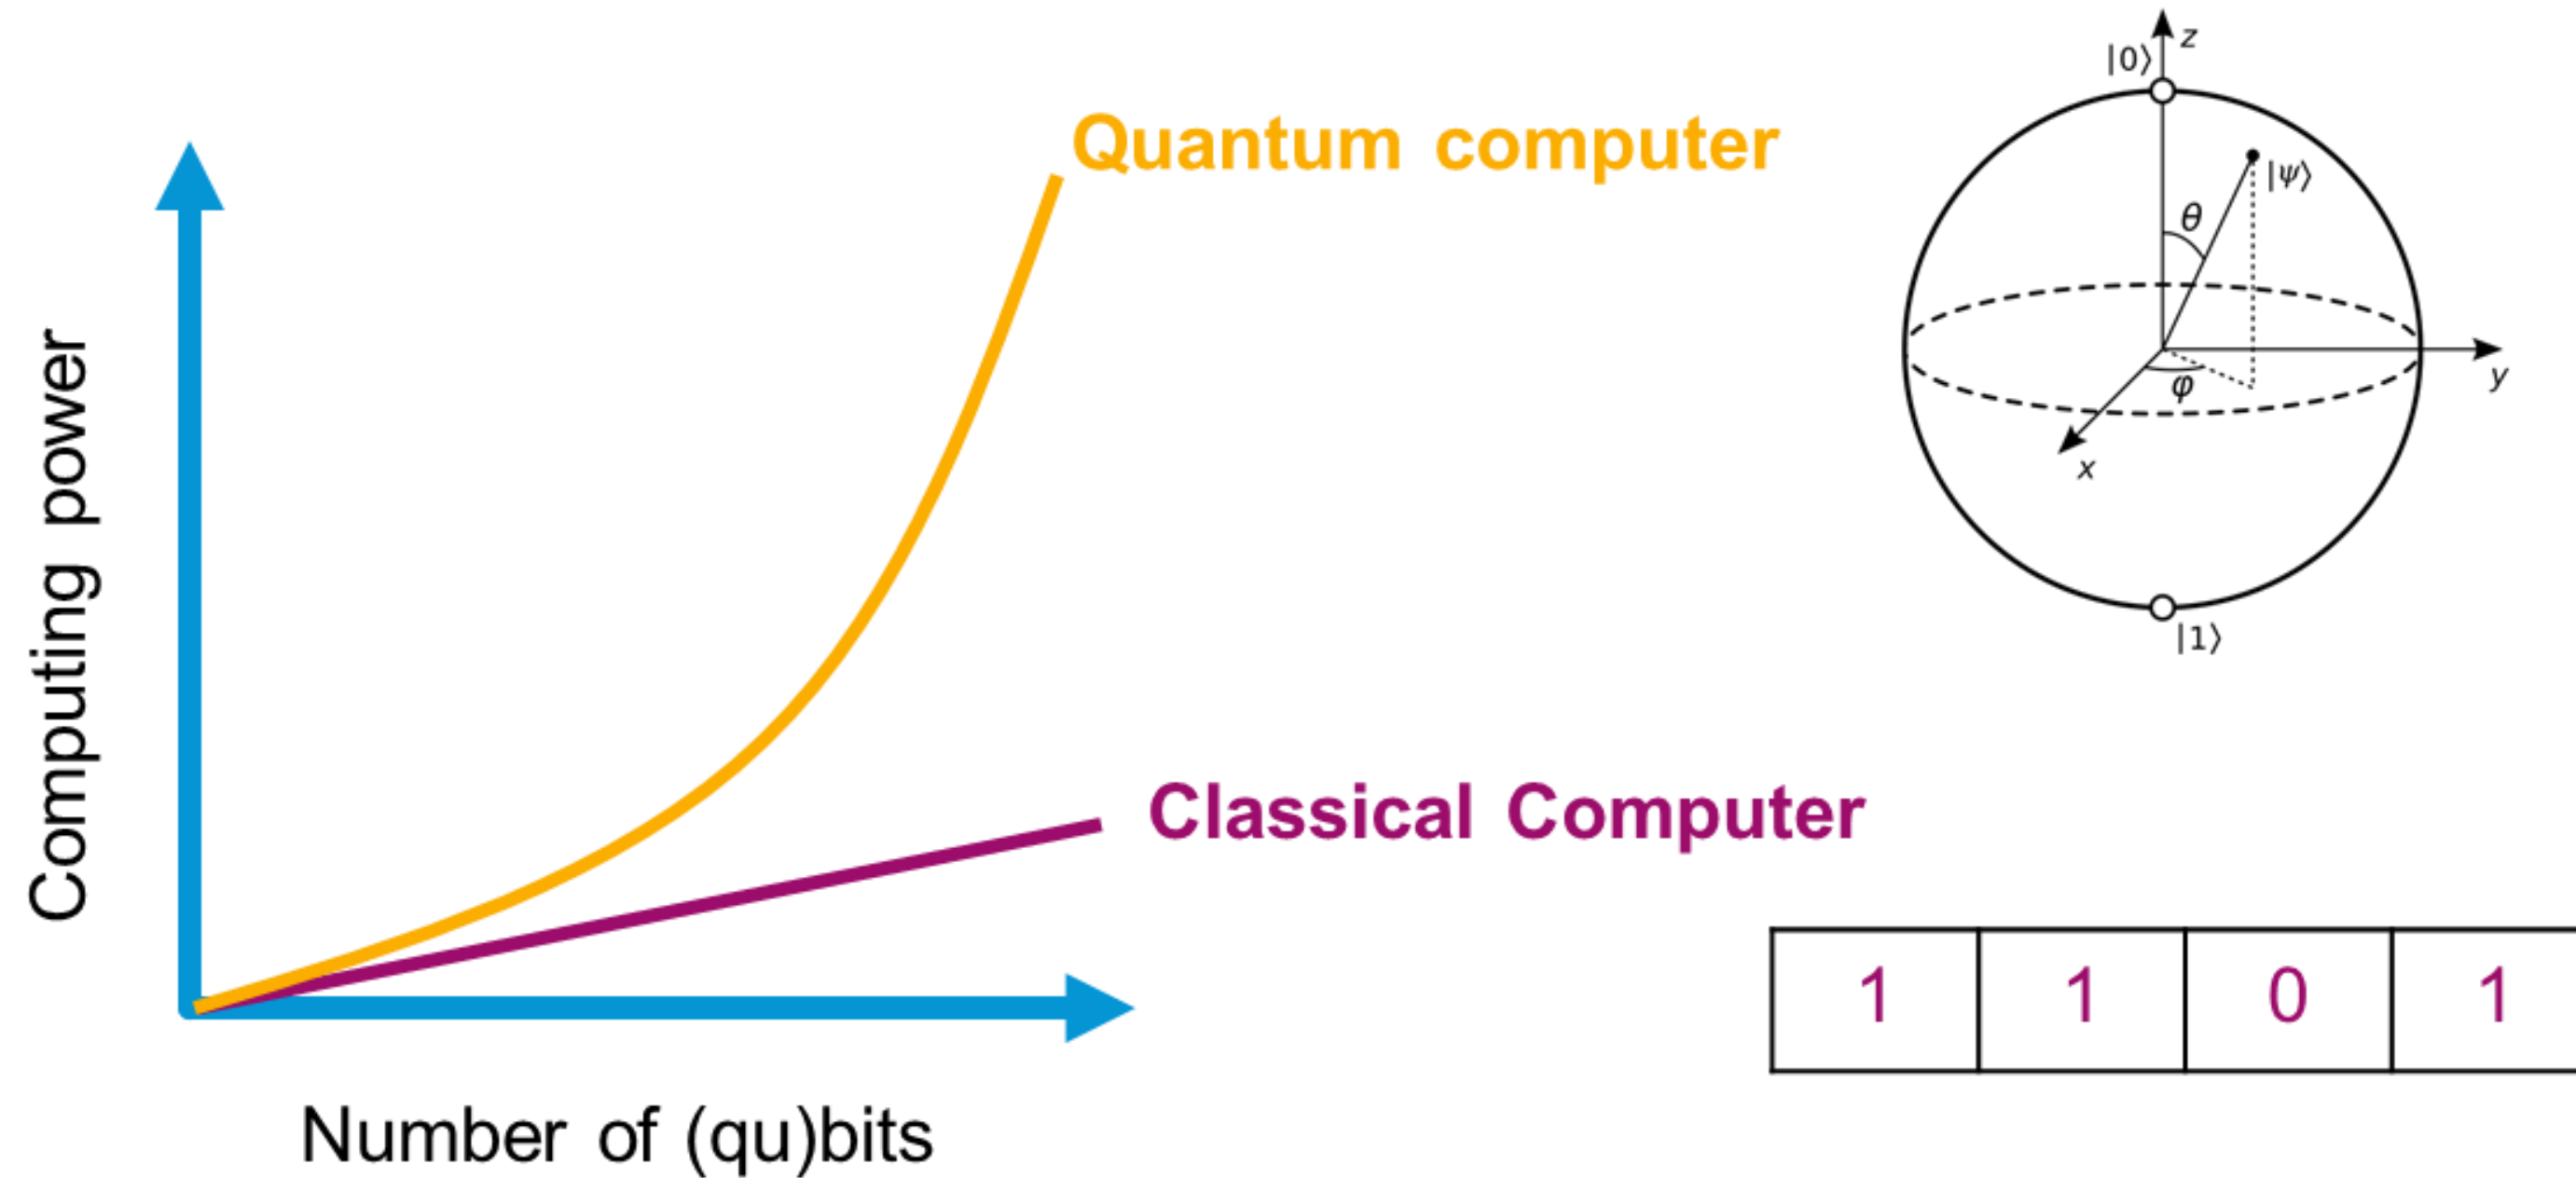 Computing power
Quantum computer
Classical Computer
Number of (qu)bits
z
|0⟩
|ψ⟩
θ
φ
y
x
|1⟩
1 1 0 1